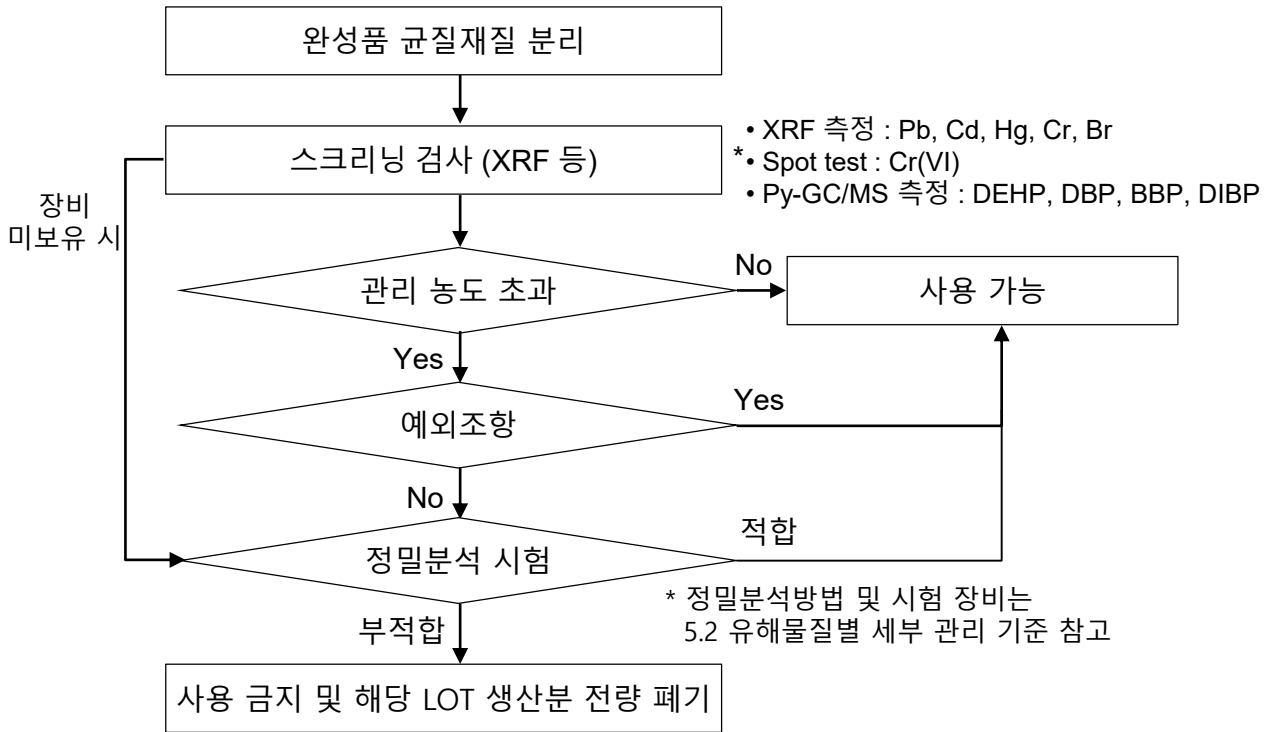 완성품 균질재질 분리
스크리닝 검사 (XRF 등)
• XRF 측정 : Pb, Cd, Hg, Cr, Br
*• Spot test : Cr(VI)
• Py-GC/MS 측정 : DEHP, DBP, BBP, DIBP
장비
미보유 시
관리 농도 초과
No
사용 가능
Yes
예외조항
Yes
No
정밀분석 시험
적합
* 정밀분석방법 및 시험 장비는
5.2 유해물질별 세부 관리 기준 참고
부적합
사용 금지 및 해당 LOT 생산분 전량 폐기